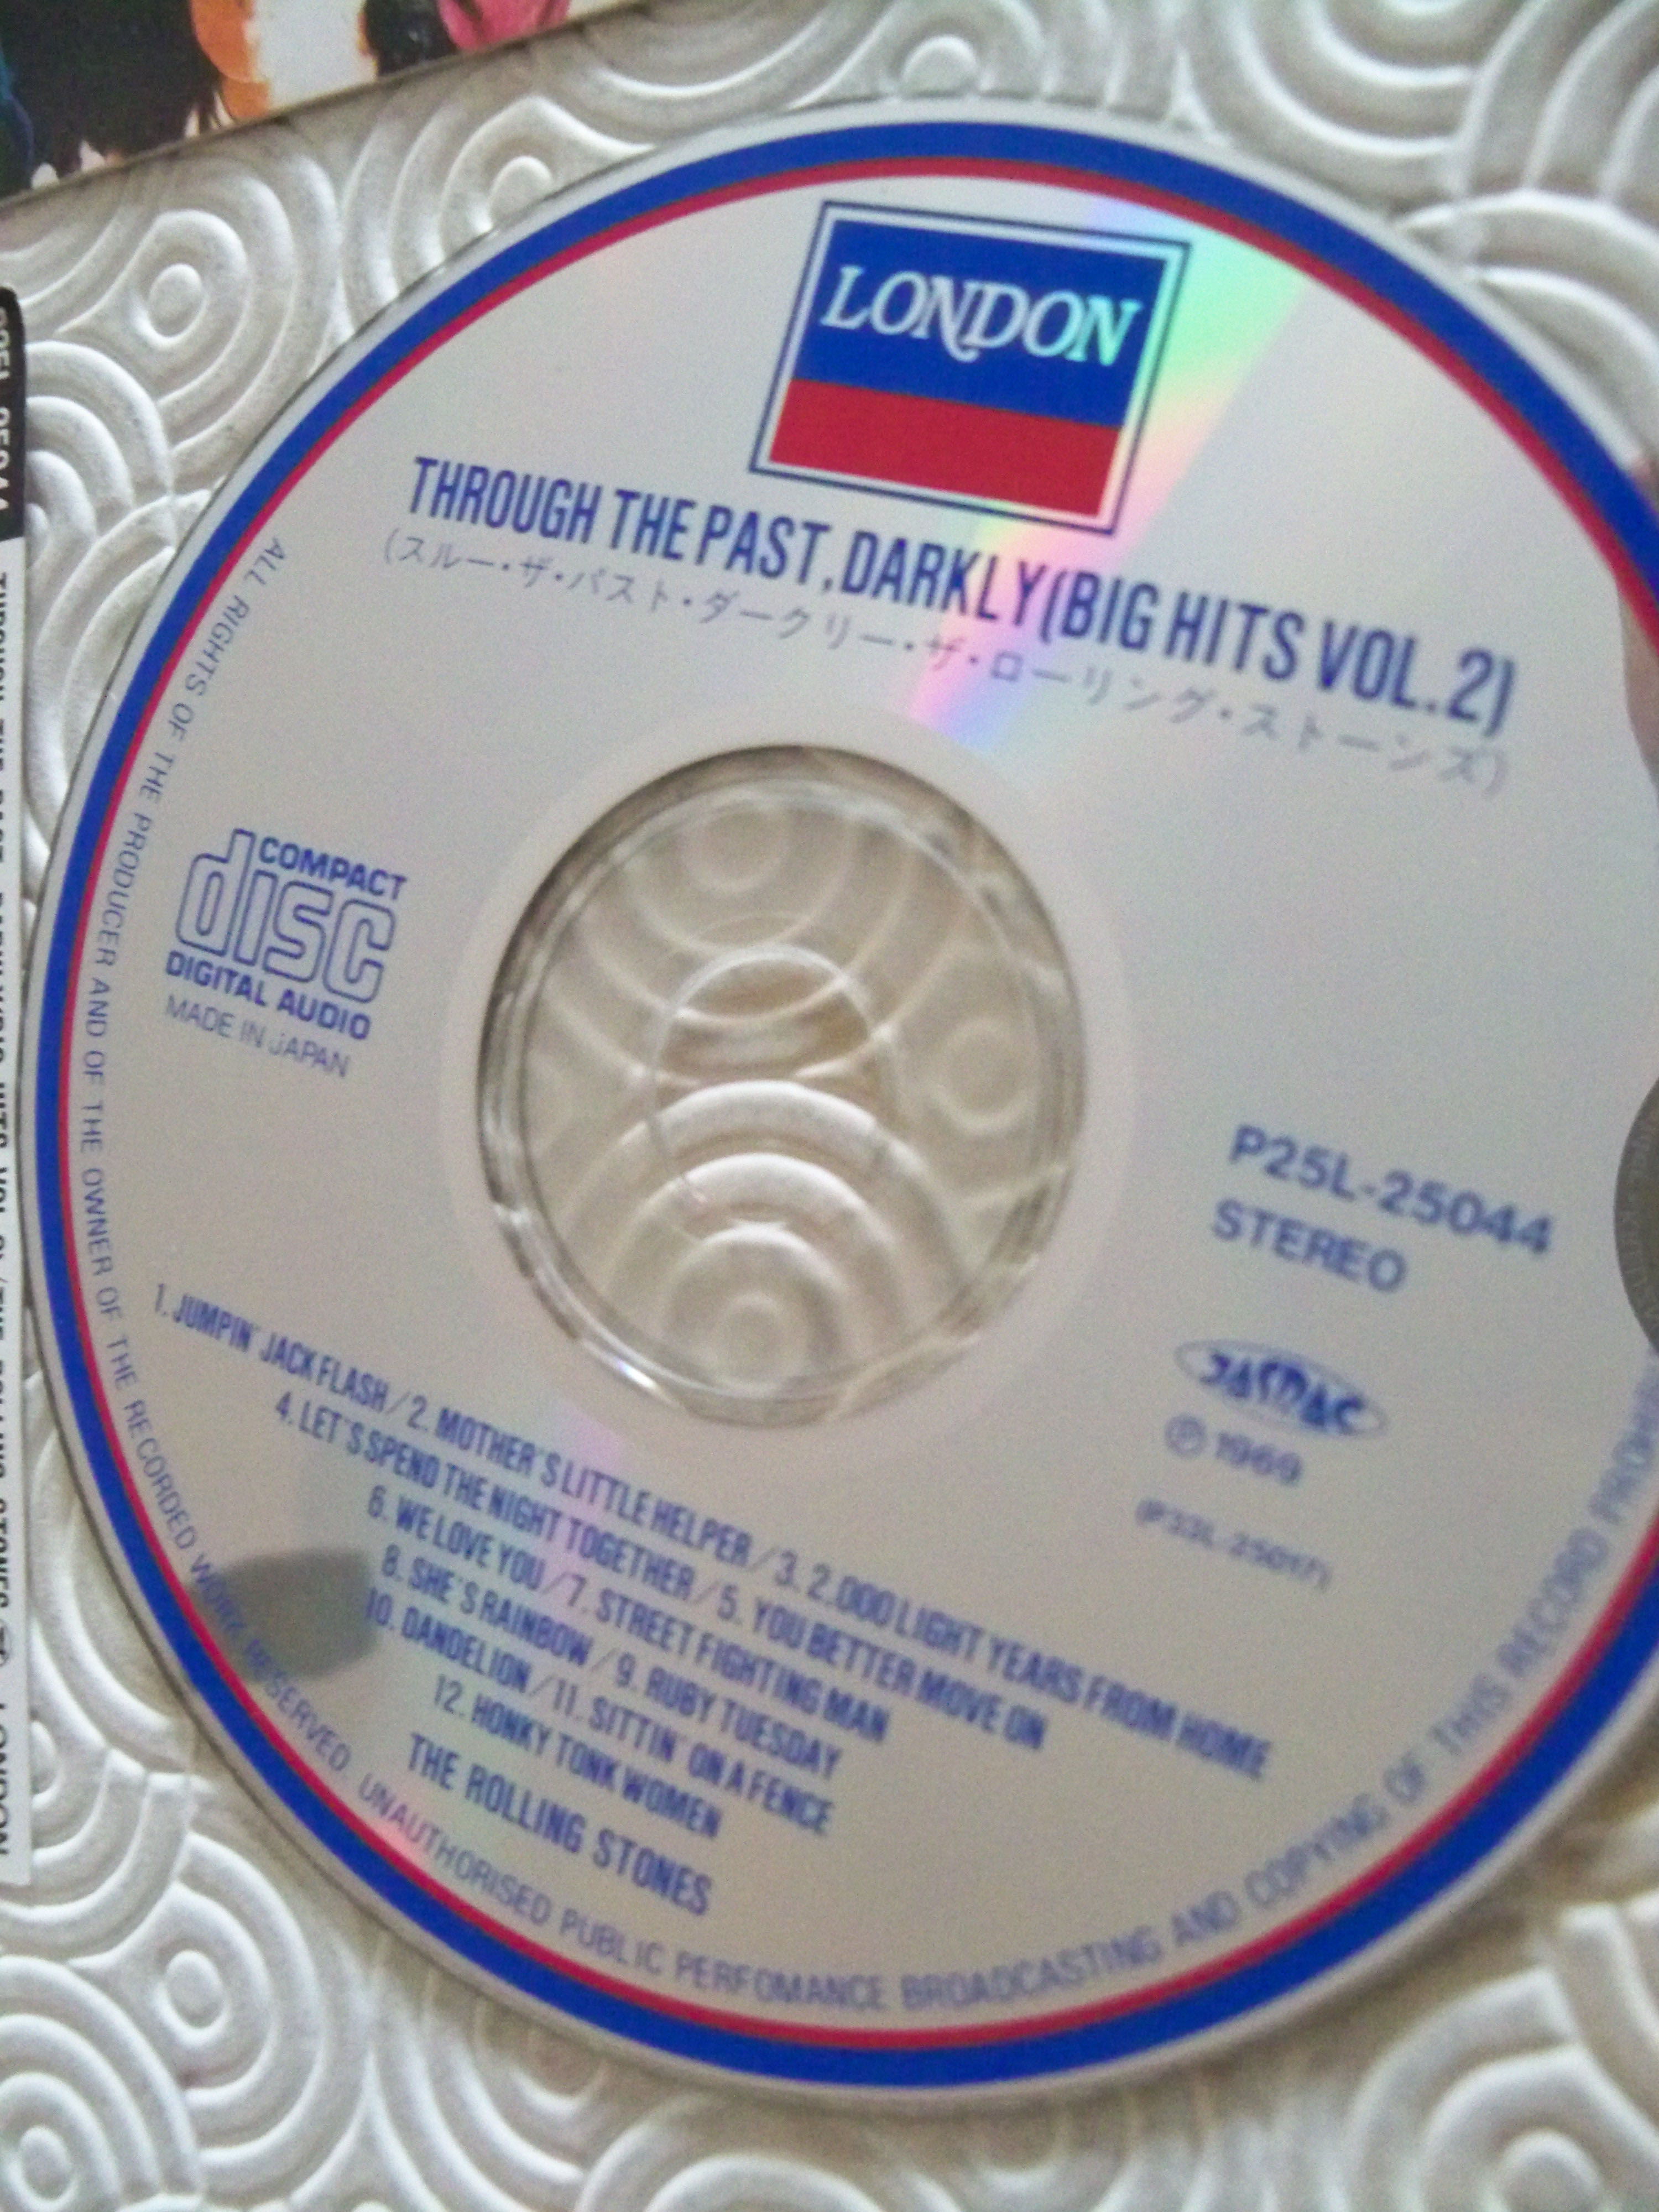 LONDON
THROUGH THE PAST, DARKLY (BIG HITS VOL. 2)
(スルー・ザ・パスト・ダークリー・ザ・ローリング・ストーンズ)
COMPACT
disc
DIGITAL AUDIO
MADE IN JAPAN
P25L-25044
STEREO
JASRAC
℗ 1969
(P33L-25017)
1. JUMPIN' JACK FLASH / 2. MOTHER'S LITTLE HELPER / 3. 2.000 LIGHT YEARS FROM HOME
4. LET'S SPEND THE NIGHT TOGETHER / 5. YOU BETTER MOVE ON
6. WE LOVE YOU / 7. STREET FIGHTING MAN
8. SHE'S RAINBOW / 9. RUBY TUESDAY
10. DANDELION / 11. SITTIN' ON A FENCE
12. HONKY TONK WOMEN
THE ROLLING STONES
ALL RIGHTS OF THE PRODUCER AND OF THE OWNER OF THE RECORDED WORK RESERVED. UNAUTHORISED PUBLIC PERFOMANCE BROADCASTING AND COPYING OF THIS RECORD